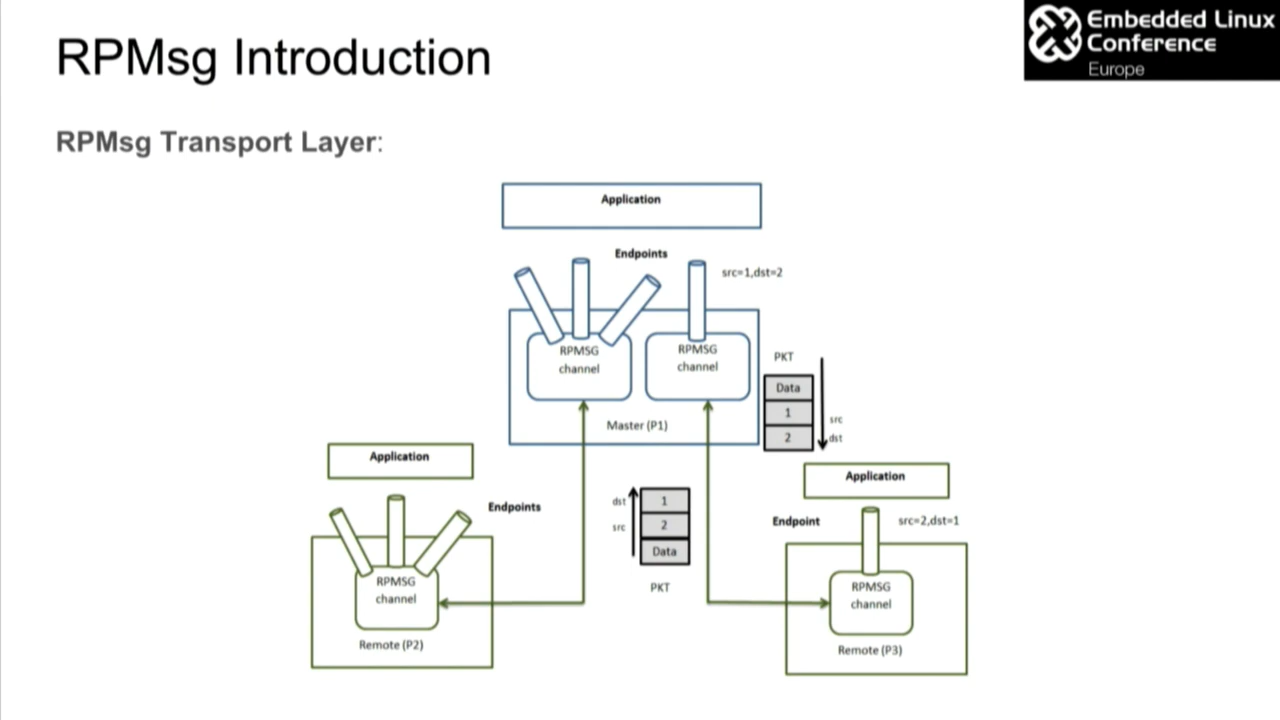 RPMsg Introduction
Embedded Linux
Conference
Europe
RPMsg Transport Layer:
Application
Endpoints
src=1,dst=2
RPMSG
channel
RPMSG
channel
Master (P1)
PKT
Data
1
2
src
dst
Application
Endpoints
RPMSG
channel
Remote (P2)
dst
src
1
2
Data
PKT
Application
Endpoint
src=2,dst=1
RPMSG
channel
Remote (P3)